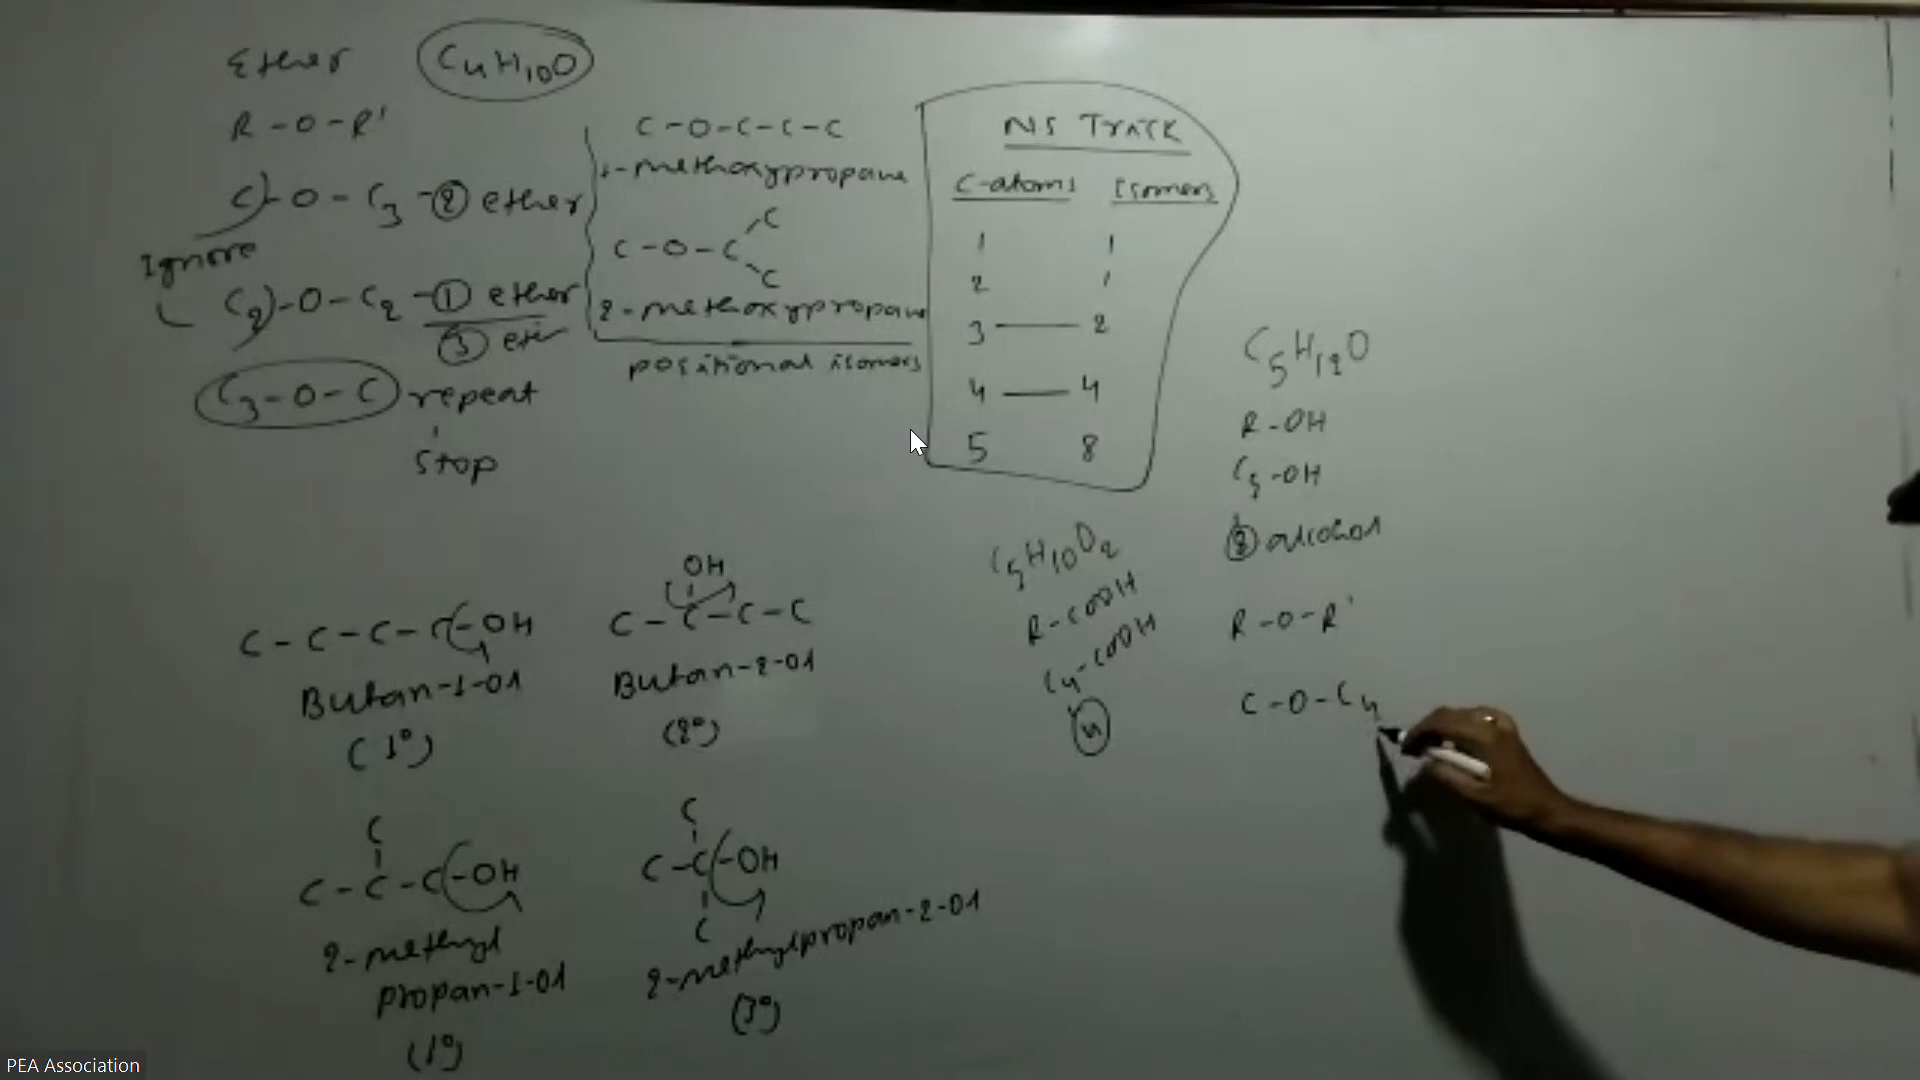 Ether C4H10O
R-O-R'
C)-O-C3-② ether
Ignore
C2)-O-C2-① ether
③ eth
C3-O-C repeat
stop
C-O-C-C-C
1-methoxypropane
C
C-O-C
C
2-methoxypropane
positional isomers
NS Track
C-atoms Isomers
1 1
2 1
3 — 2
4 — 4
5 8
C5H12O
R-OH
C5-OH
⑧ alcohol
R-O-R'
C-O-C4
C5H10O2
R-COOH
C4-COOH
④
C-C-C-C-OH
Butan-1-ol
(1°)
OH
C-C-C-C
Butan-2-ol
(2°)
C
C-C-C-OH
2-methyl
propan-1-ol
(1°)
C
C-C-OH
C
2-methylpropan-2-ol
(3°)
PEA Association